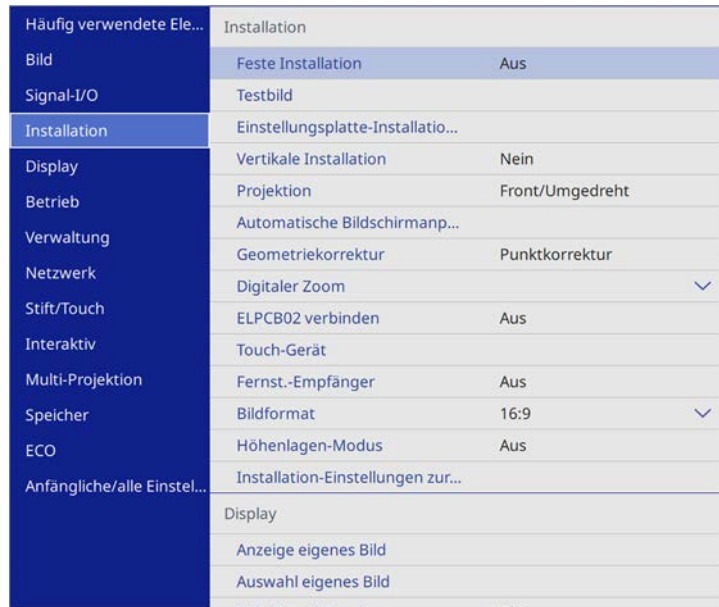 Häufig verwendete Ele...
Bild
Signal-I/O
Installation
Display
Betrieb
Verwaltung
Netzwerk
Stift/Touch
Interaktiv
Multi-Projektion
Speicher
ECO
Anfängliche/alle Einstel...
Installation
Feste Installation Aus
Testbild
Einstellungsplatte-Installatio...
Vertikale Installation Nein
Projektion Front/Umgedreht
Automatische Bildschirmanp...
Geometriekorrektur Punktkorrektur
Digitaler Zoom
ELPCB02 verbinden Aus
Touch-Gerät
Fernst.-Empfänger Aus
Bildformat 16:9
Höhenlagen-Modus Aus
Installation-Einstellungen zur...
Display
Anzeige eigenes Bild
Auswahl eigenes Bild